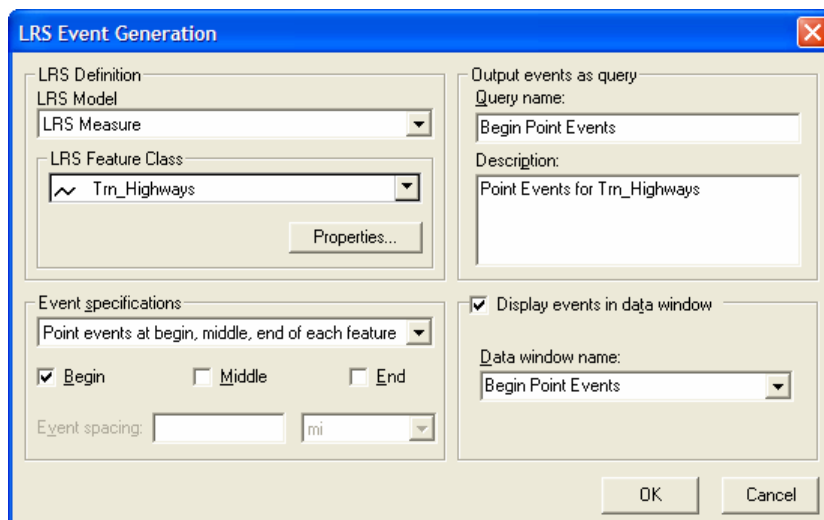 LRS Event Generation
LRS Definition
LRS Model
LRS Measure
LRS Feature Class
Trn_Highways
Properties...
Output events as query
Query name:
Begin Point Events
Description:
Point Events for Trn_Highways
Event specifications
Point events at begin, middle, end of each feature
Begin Middle End
Event spacing: mi
Display events in data window
Data window name:
Begin Point Events
OK Cancel